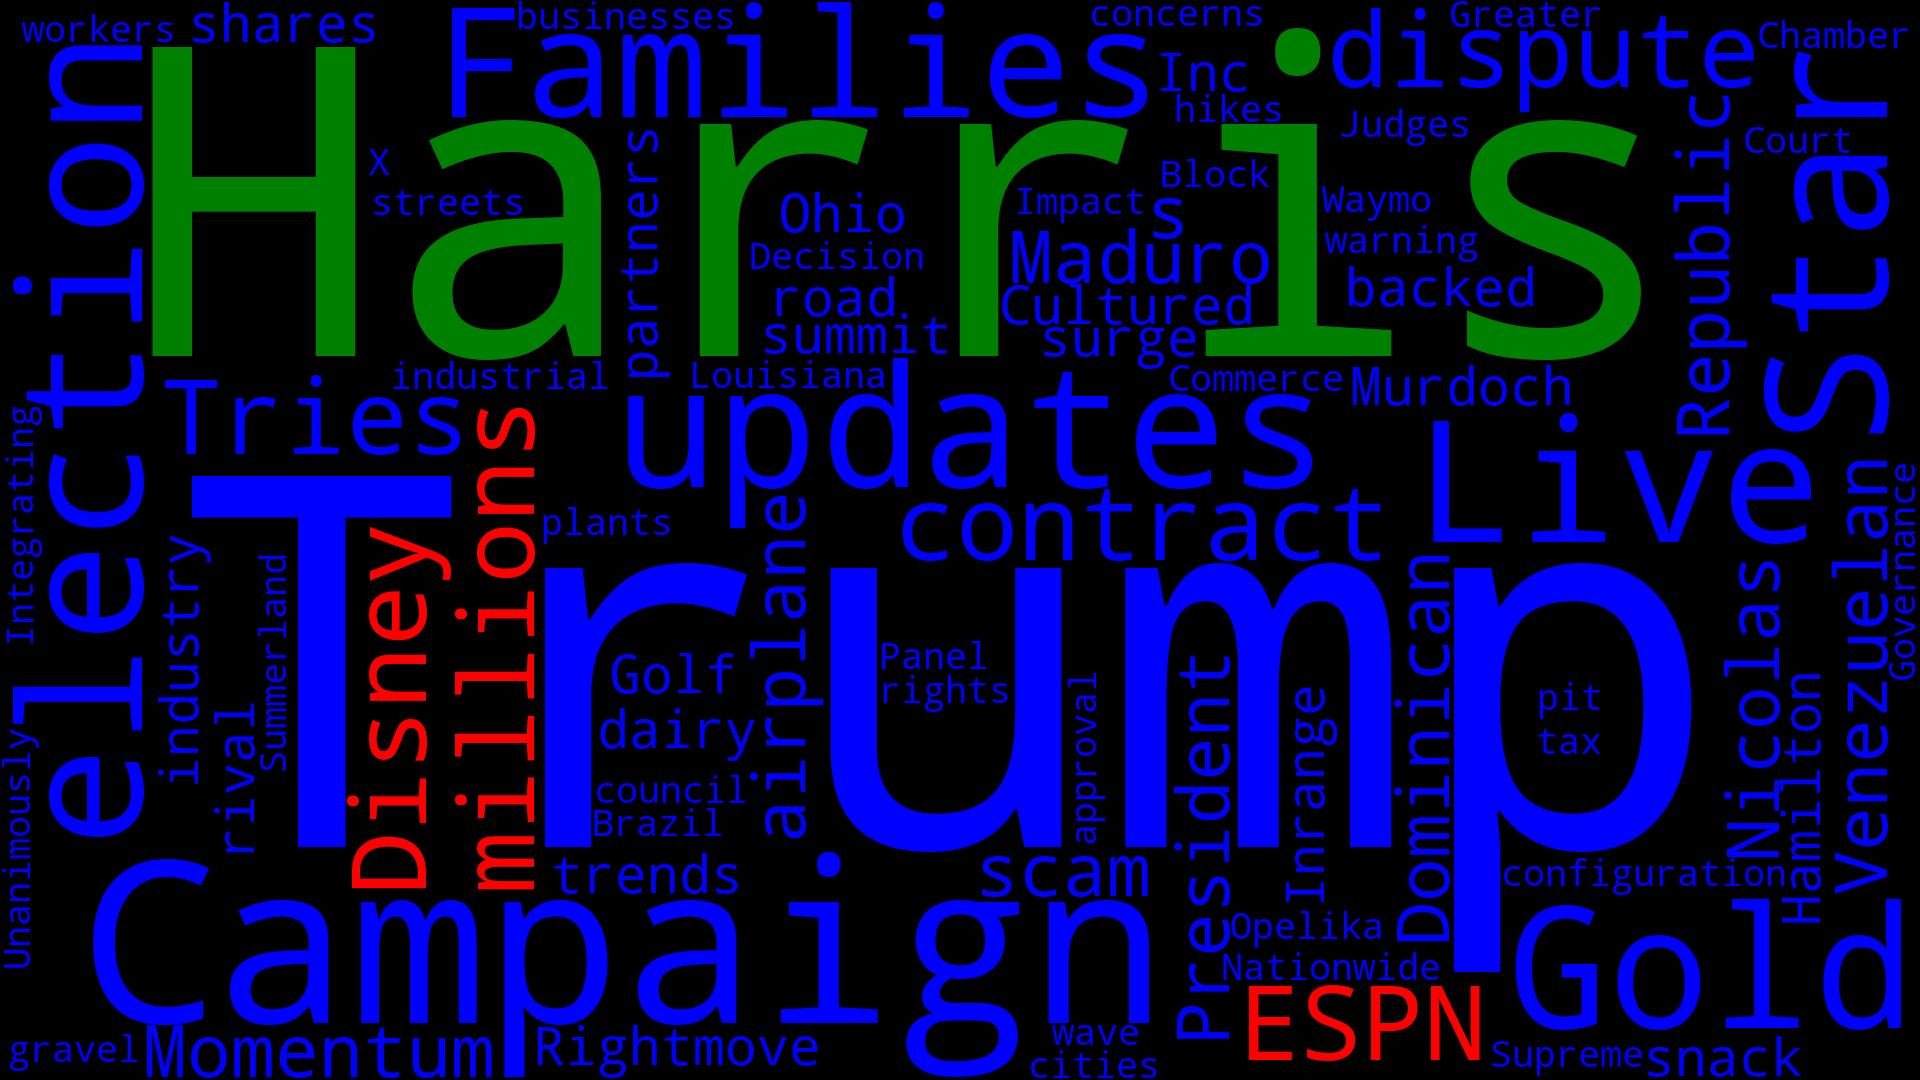 workers
shares
businesses
Families
concerns
Inc
hikes
dispute
Greater
Chamber
election
Harris
X
streets
partners
Ohio
Decision
road
summit
Impact
s
Block
Maduro
Cultured
surge
Judges
Waymo
warning
backed
Republic
Court
Star
industrial
Louisiana
Commerce
Murdoch
Tries
millions
updates
Live
Integrating
industry
Summerland
rival
Disney
plants
airplane
contract
Trump
Golf
dairy
council
Brazil
Panel
rights
approval
President
Inrange
Dominican
pit
tax
Nicolas
Hamilton
Venezuelan
Governance
Unanimously
Campaign
trends
scam
configuration
Opelika
Nationwide
Gold
gravel
Momentum
Rightmove
wave
cities
ESPN
Supreme
snack